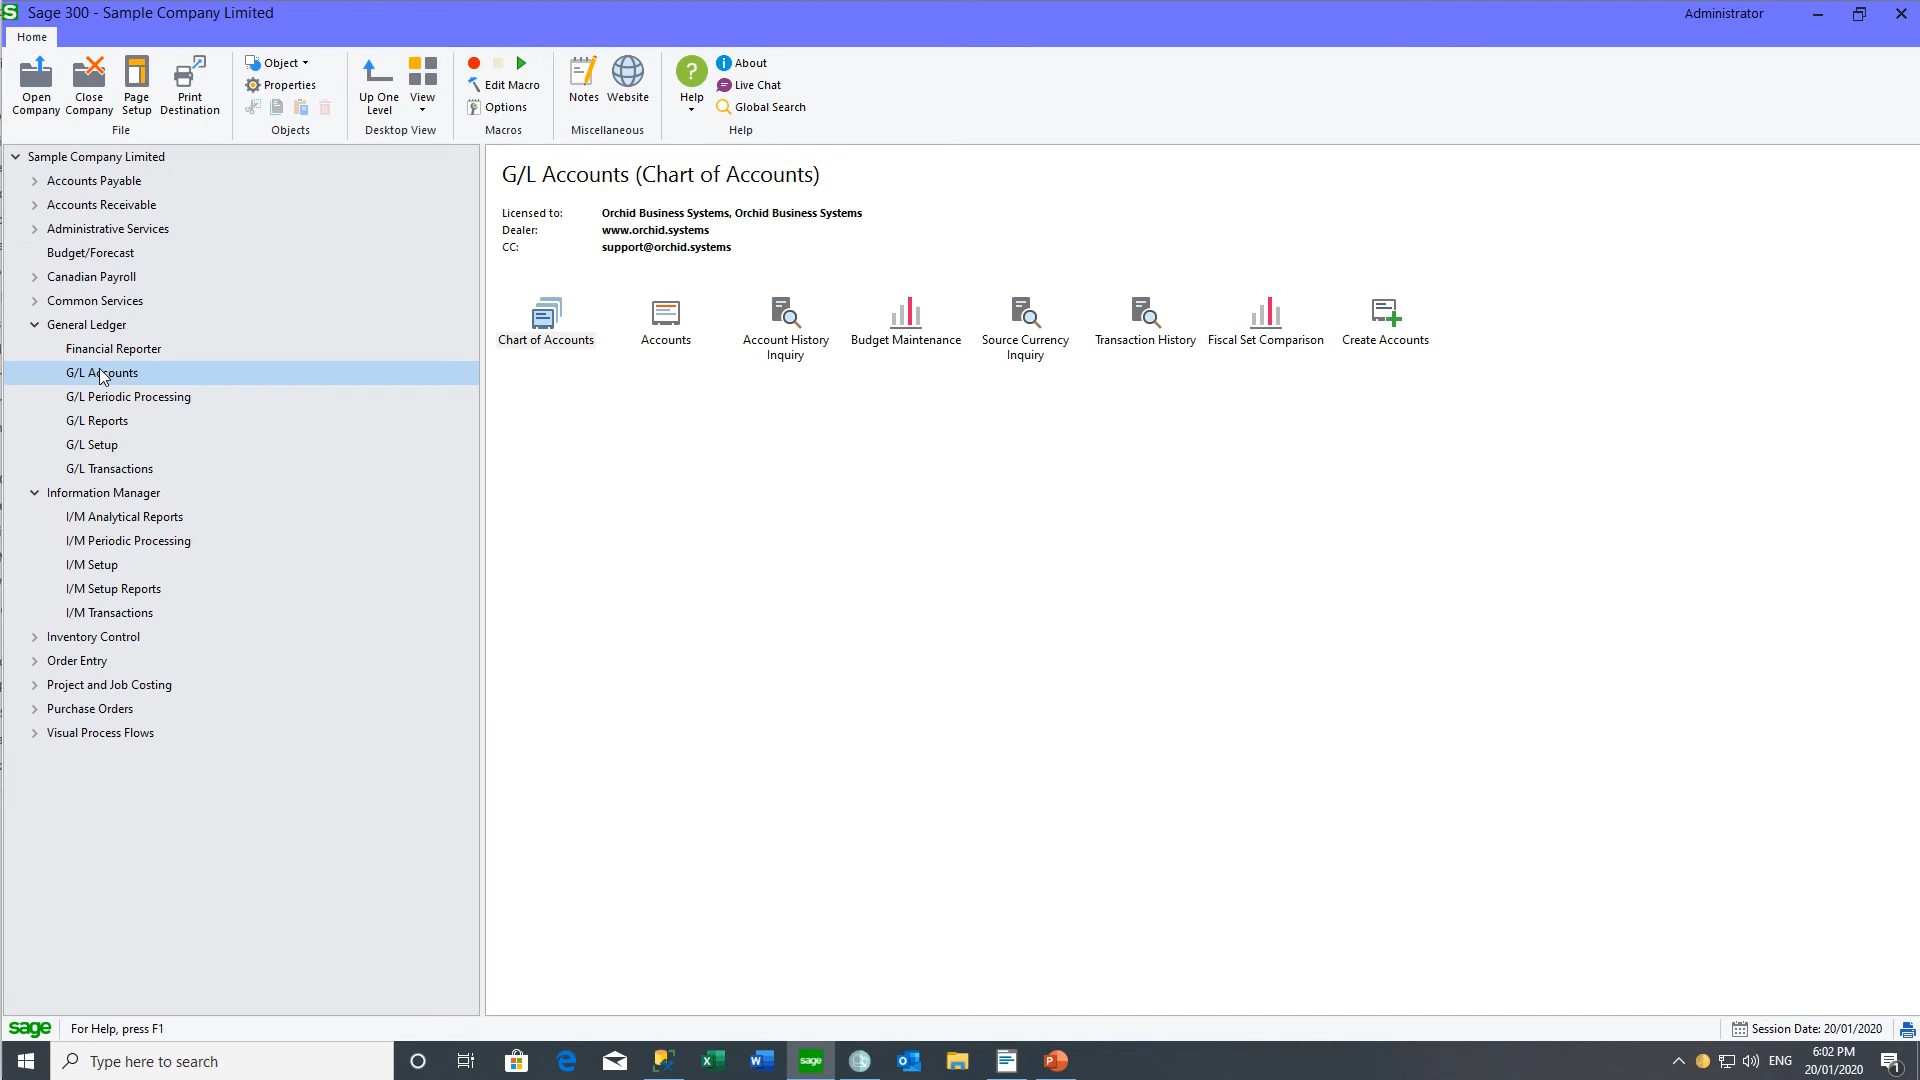 Sage 300 - Sample Company Limited
Administrator
Home
Open Company
Close Company
Page Setup
Print Destination
File
Object
Properties
Objects
Up One Level
View
Desktop View
Edit Macro
Options
Macros
Notes
Website
Miscellaneous
Help
About
Live Chat
Global Search
Help
Sample Company Limited
Accounts Payable
Accounts Receivable
Administrative Services
Budget/Forecast
Canadian Payroll
Common Services
General Ledger
Financial Reporter
G/L Accounts
G/L Periodic Processing
G/L Reports
G/L Setup
G/L Transactions
Information Manager
I/M Analytical Reports
I/M Periodic Processing
I/M Setup
I/M Setup Reports
I/M Transactions
Inventory Control
Order Entry
Project and Job Costing
Purchase Orders
Visual Process Flows
G/L Accounts (Chart of Accounts)
Licensed to: Orchid Business Systems, Orchid Business Systems
Dealer: www.orchid.systems
CC: support@orchid.systems
Chart of Accounts
Accounts
Account History Inquiry
Budget Maintenance
Source Currency Inquiry
Transaction History
Fiscal Set Comparison
Create Accounts
sage
For Help, press F1
Session Date: 20/01/2020
Type here to search
sage
ENG
6:02 PM
20/01/2020
1